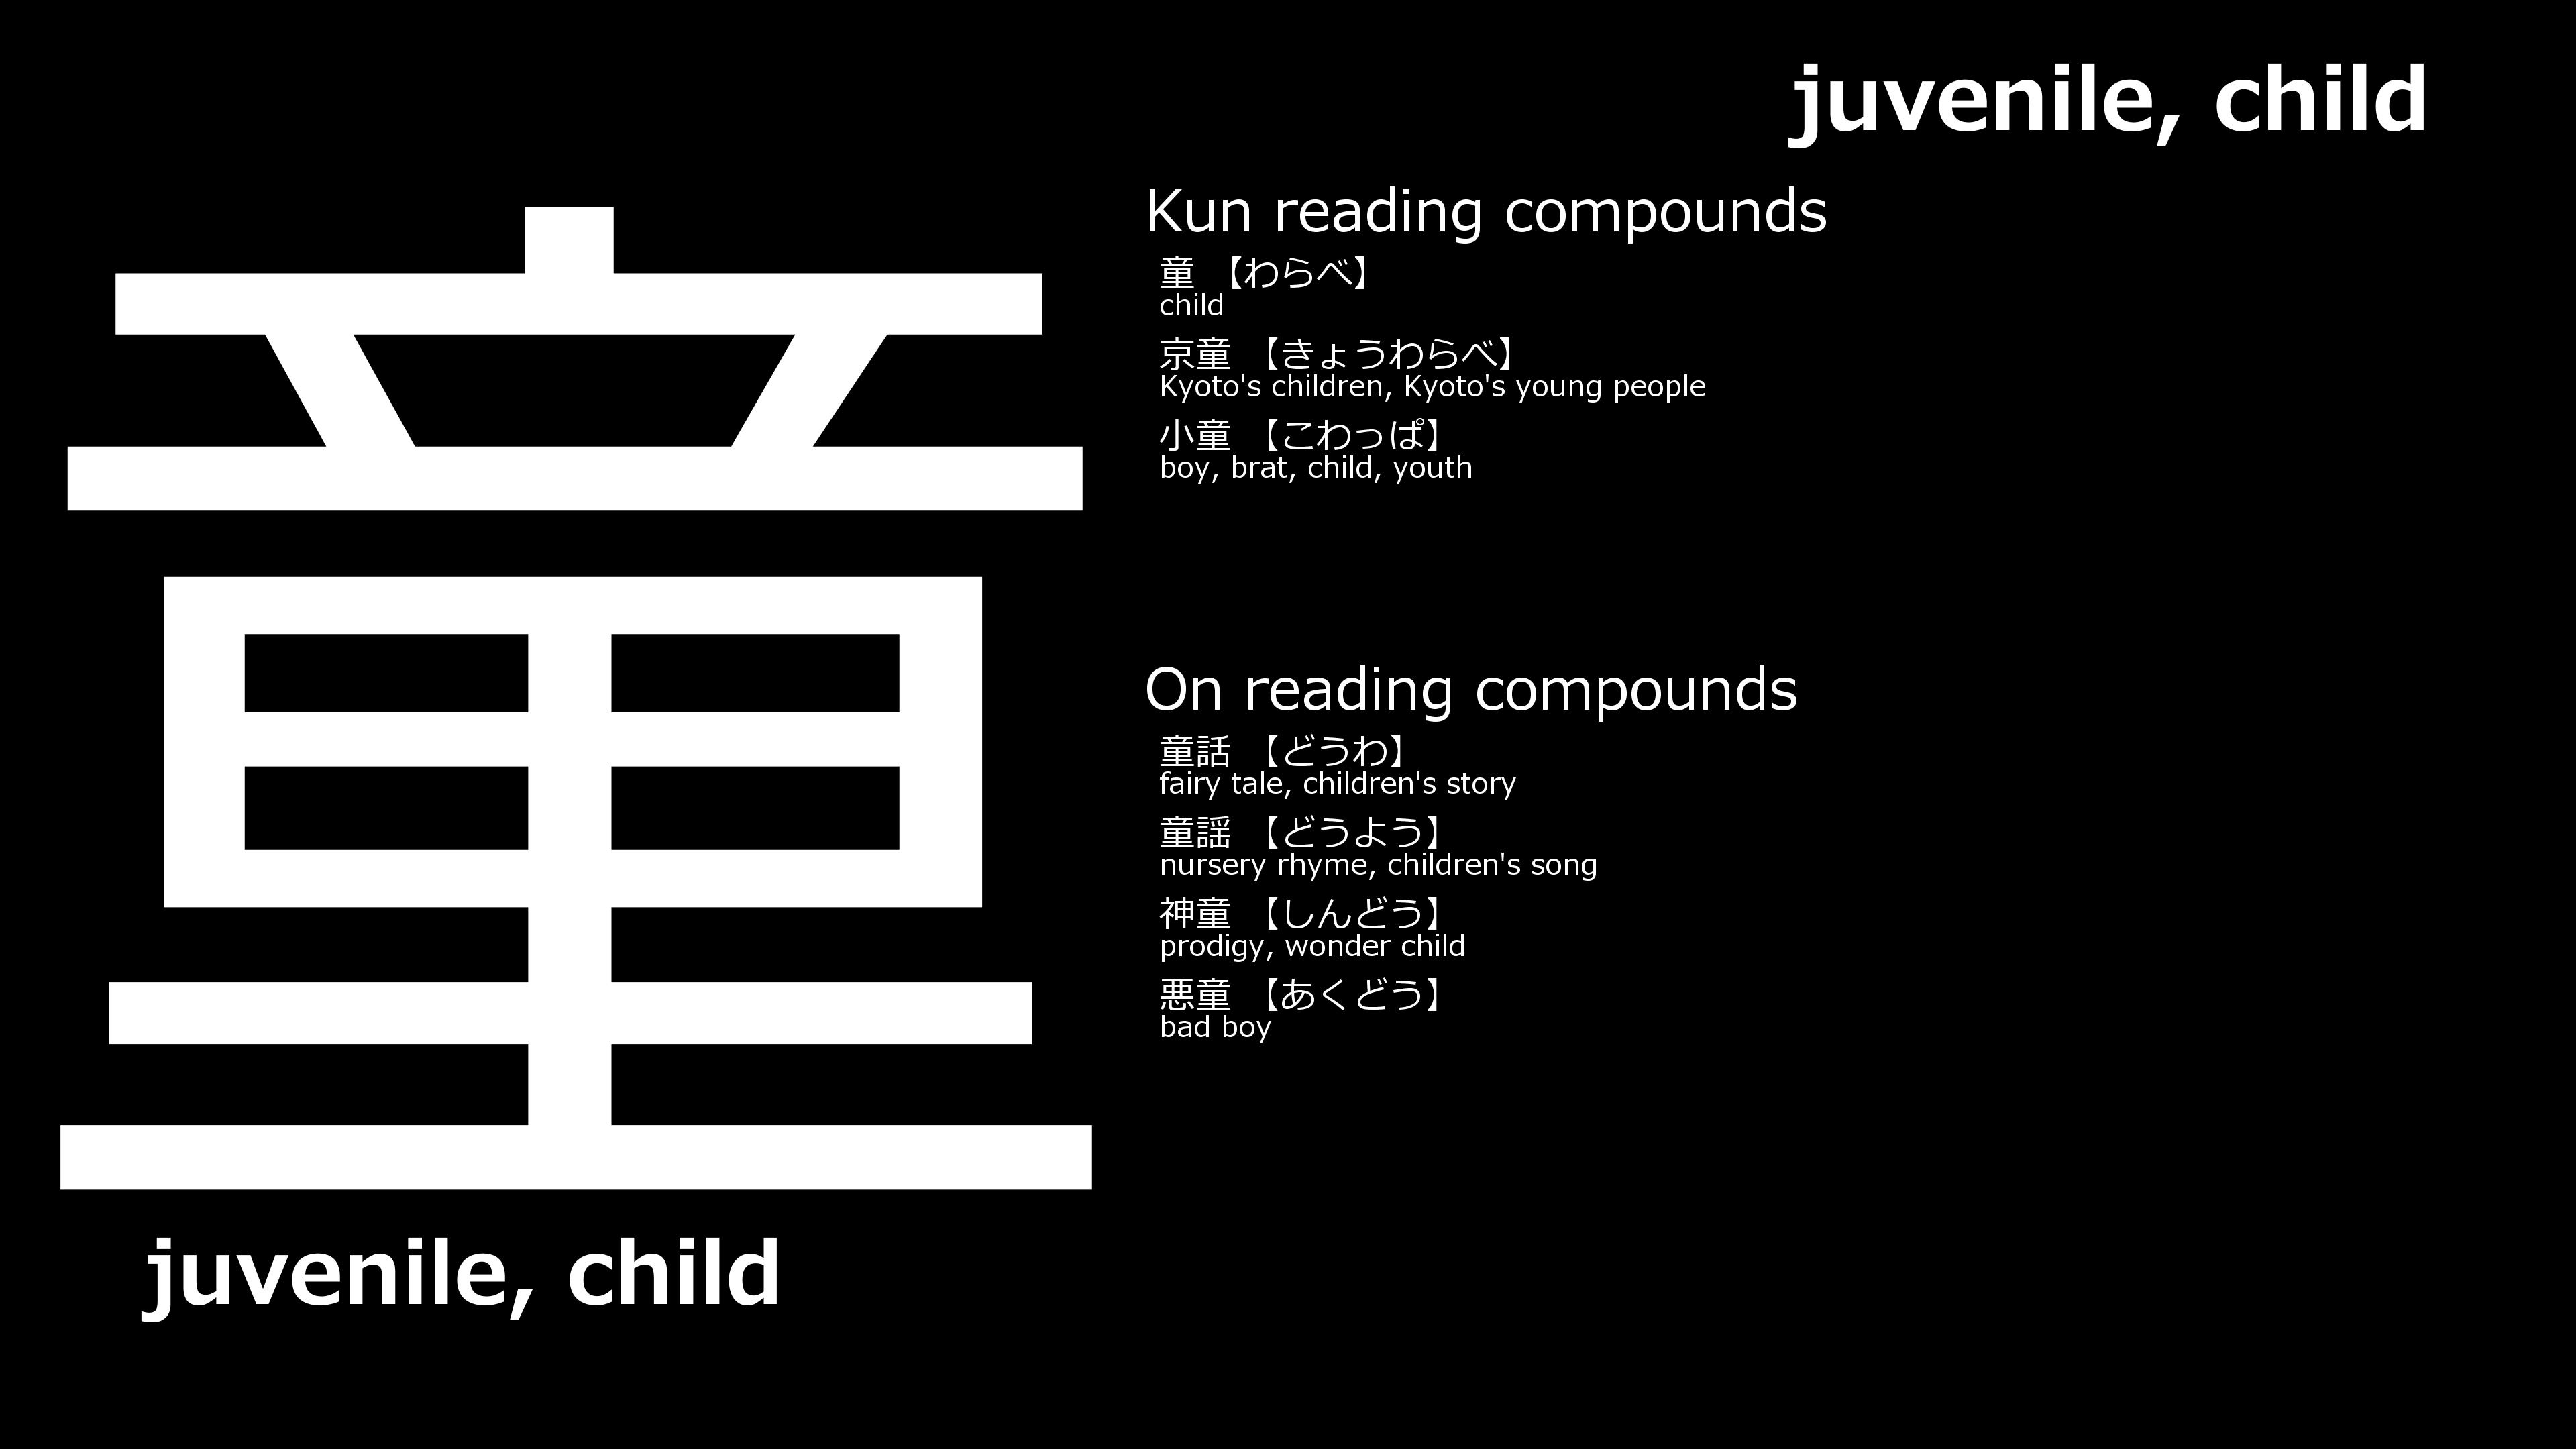 juvenile, child
童
juvenile, child
Kun reading compounds
童 【わらべ】
child
京童 【きょうわらべ】
Kyoto's children, Kyoto's young people
小童 【こわっぱ】
boy, brat, child, youth
On reading compounds
童話 【どうわ】
fairy tale, children's story
童謡 【どうよう】
nursery rhyme, children's song
神童 【しんどう】
prodigy, wonder child
悪童 【あくどう】
bad boy